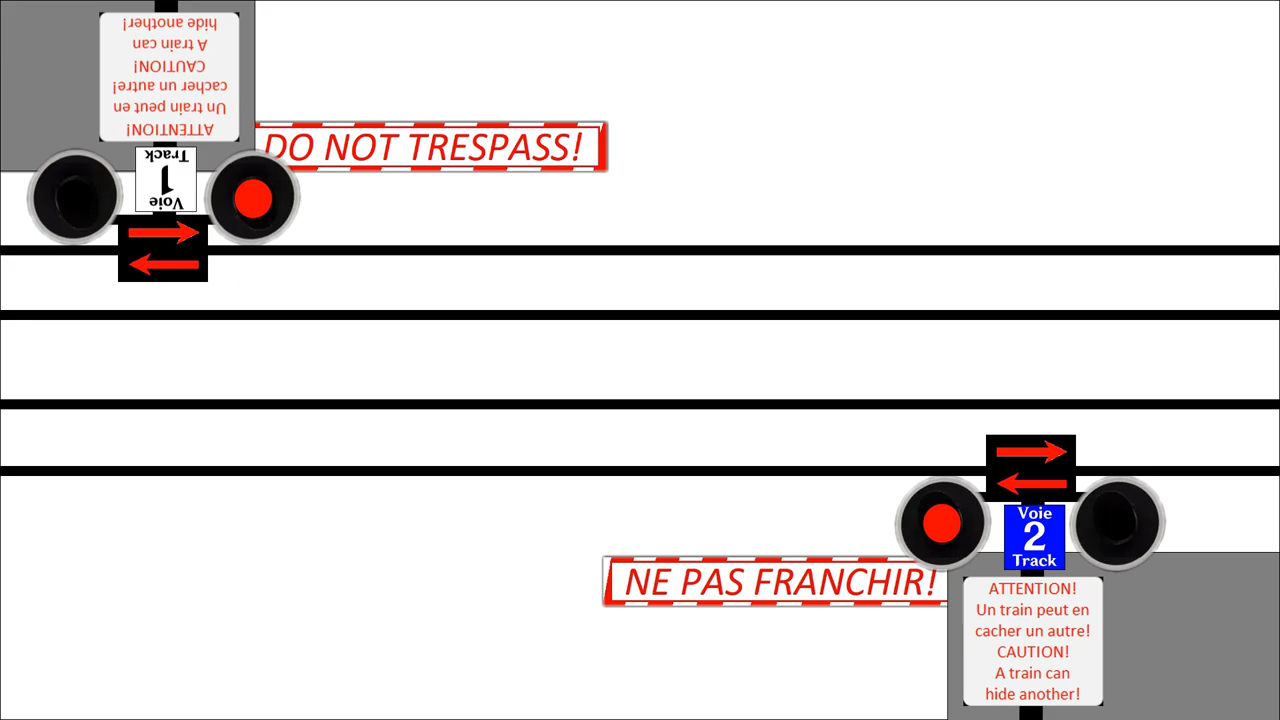 ATTENTION!
Un train peut en
cacher un autre!
CAUTION!
A train can
hide another!
Voie
1
Track
DO NOT TRESPASS!
Voie
2
Track
NE PAS FRANCHIR!
ATTENTION!
Un train peut en
cacher un autre!
CAUTION!
A train can
hide another!